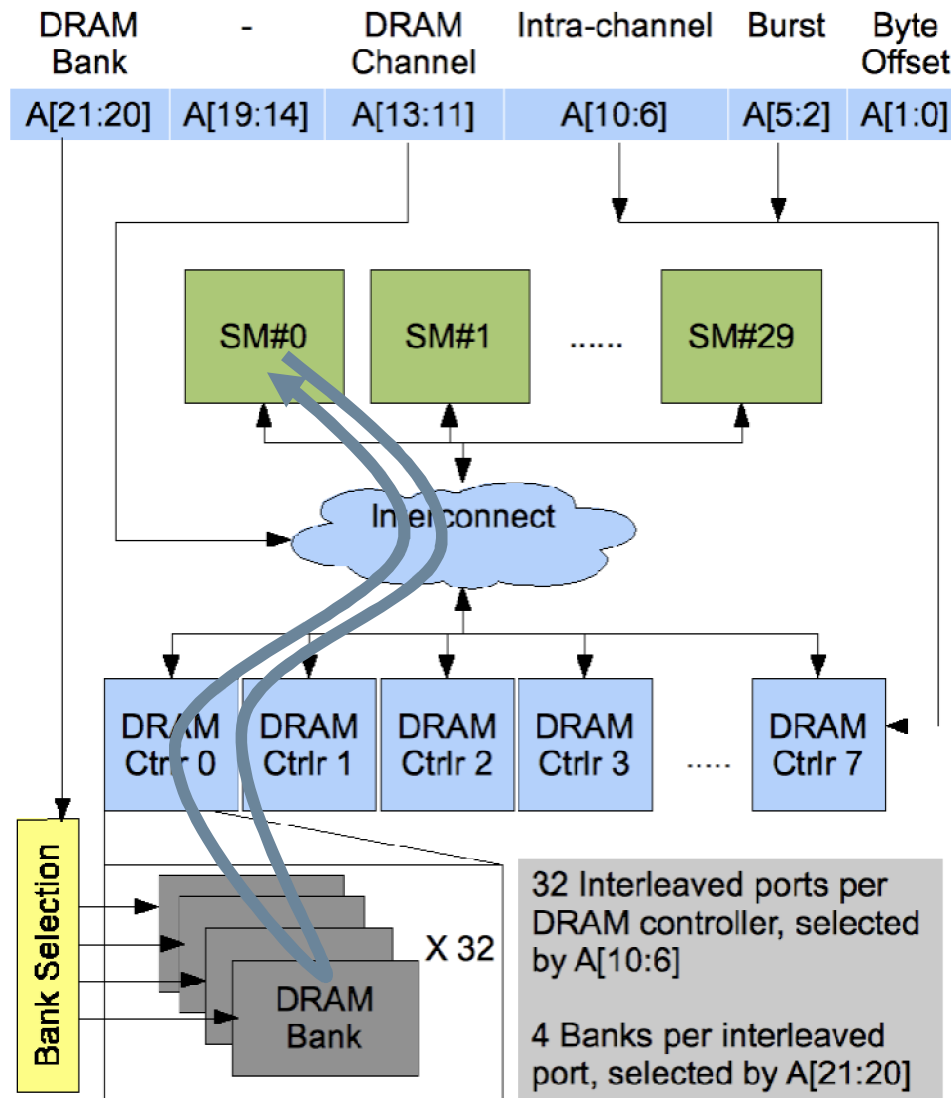 DRAM Bank
-
DRAM Channel
Intra-channel
Burst
Byte Offset
A[21:20]
A[19:14]
A[13:11]
A[10:6]
A[5:2]
A[1:0]
SM#0
SM#1
......
SM#29
Interconnect
DRAM
Ctrlr 0
DRAM
Ctrlr 1
DRAM
Ctrlr 2
DRAM
Ctrlr 3
.....
DRAM
Ctrlr 7
Bank Selection
X 32
DRAM
Bank
32 Interleaved ports per
DRAM controller, selected
by A[10:6]
4 Banks per interleaved
port, selected by A[21:20]